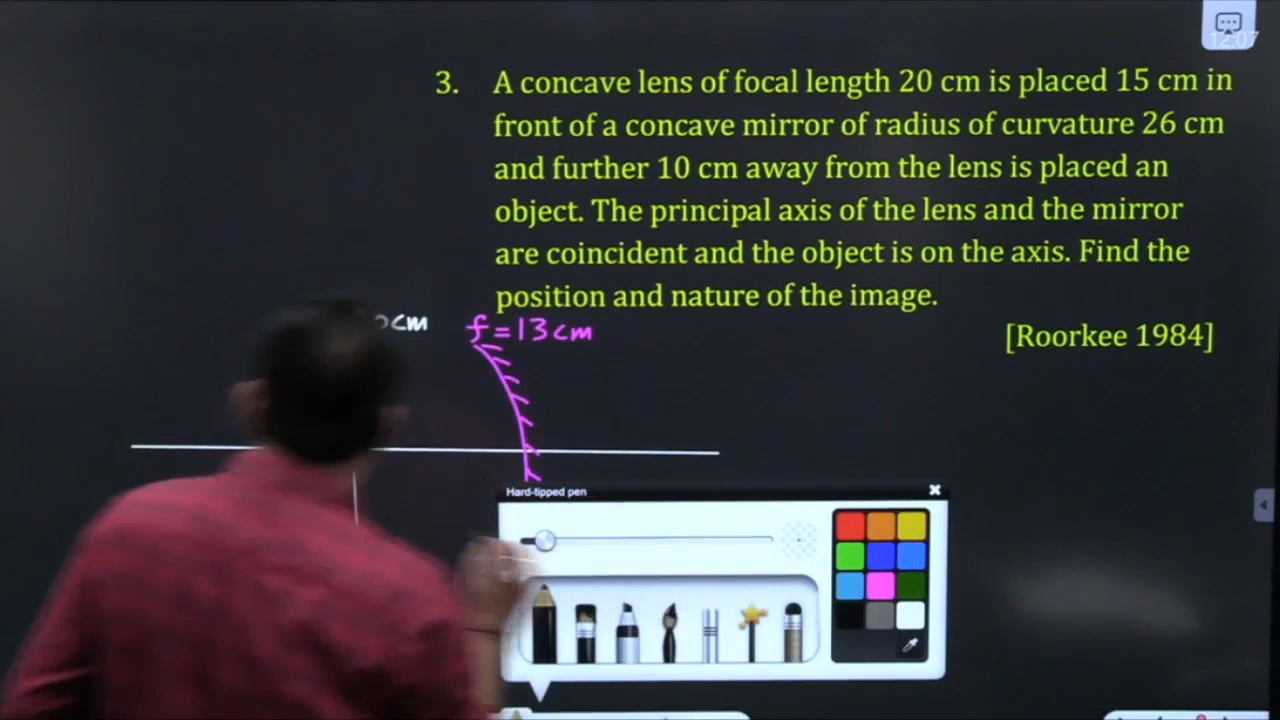 12:07
3. A concave lens of focal length 20 cm is placed 15 cm in
front of a concave mirror of radius of curvature 26 cm
and further 10 cm away from the lens is placed an
object. The principal axis of the lens and the mirror
are coincident and the object is on the axis. Find the
position and nature of the image.
cm f=13cm
[Roorkee 1984]
Hard-tipped pen